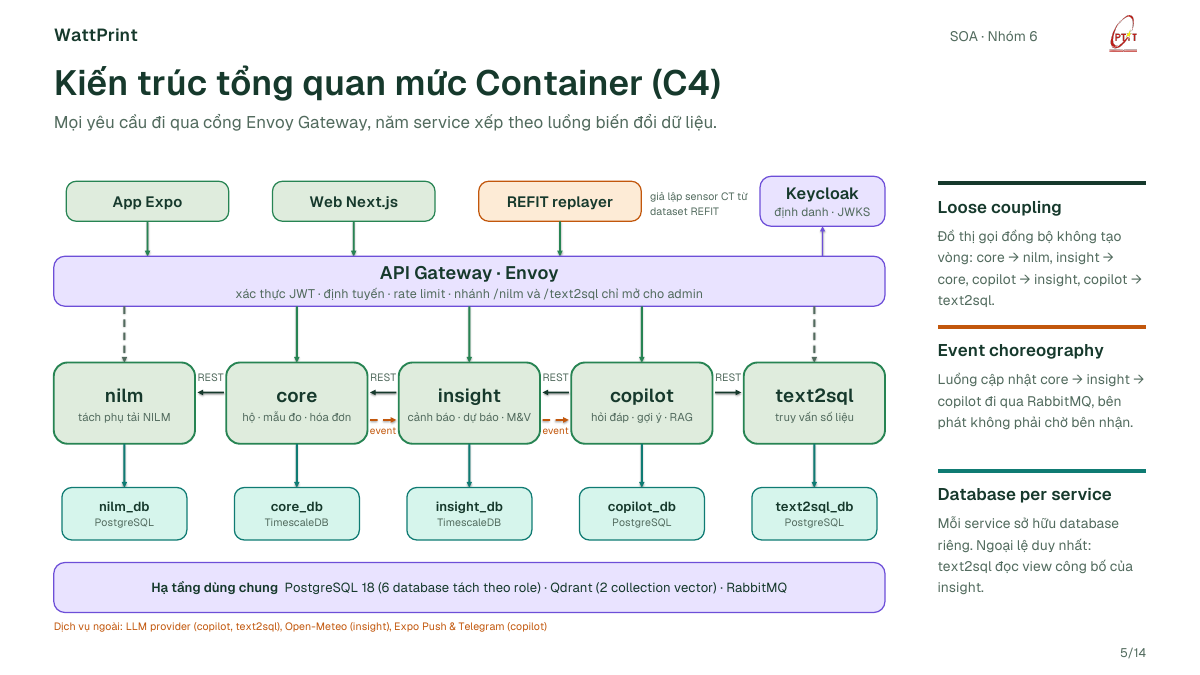 WattPrint
SOA · Nhóm 6
PTIT
Kiến trúc tổng quan mức Container (C4)
Mọi yêu cầu đi qua cổng Envoy Gateway, năm service xếp theo luồng biến đổi dữ liệu.
App Expo
Web Next.js
REFIT replayer
giả lập sensor CT từ
dataset REFIT
Keycloak
định danh · JWKS
API Gateway · Envoy
xác thực JWT · định tuyến · rate limit · nhánh /nilm và /text2sql chỉ mở cho admin
nilm
tách phụ tải NILM
REST
core
hộ · mẫu đo · hóa đơn
REST
event
insight
cảnh báo · dự báo · M&V
REST
event
copilot
hỏi đáp · gợi ý · RAG
REST
text2sql
truy vấn số liệu
nilm_db
PostgreSQL
core_db
TimescaleDB
insight_db
TimescaleDB
copilot_db
PostgreSQL
text2sql_db
PostgreSQL
Hạ tầng dùng chung PostgreSQL 18 (6 database tách theo role) · Qdrant (2 collection vector) · RabbitMQ
Dịch vụ ngoài: LLM provider (copilot, text2sql), Open-Meteo (insight), Expo Push & Telegram (copilot)
Loose coupling
Đồ thị gọi đồng bộ không tạo
vòng: core → nilm, insight →
core, copilot → insight, copilot →
text2sql.
Event choreography
Luồng cập nhật core → insight →
copilot đi qua RabbitMQ, bên
phát không phải chờ bên nhận.
Database per service
Mỗi service sở hữu database
riêng. Ngoại lệ duy nhất:
text2sql đọc view công bố của
insight.
5/14